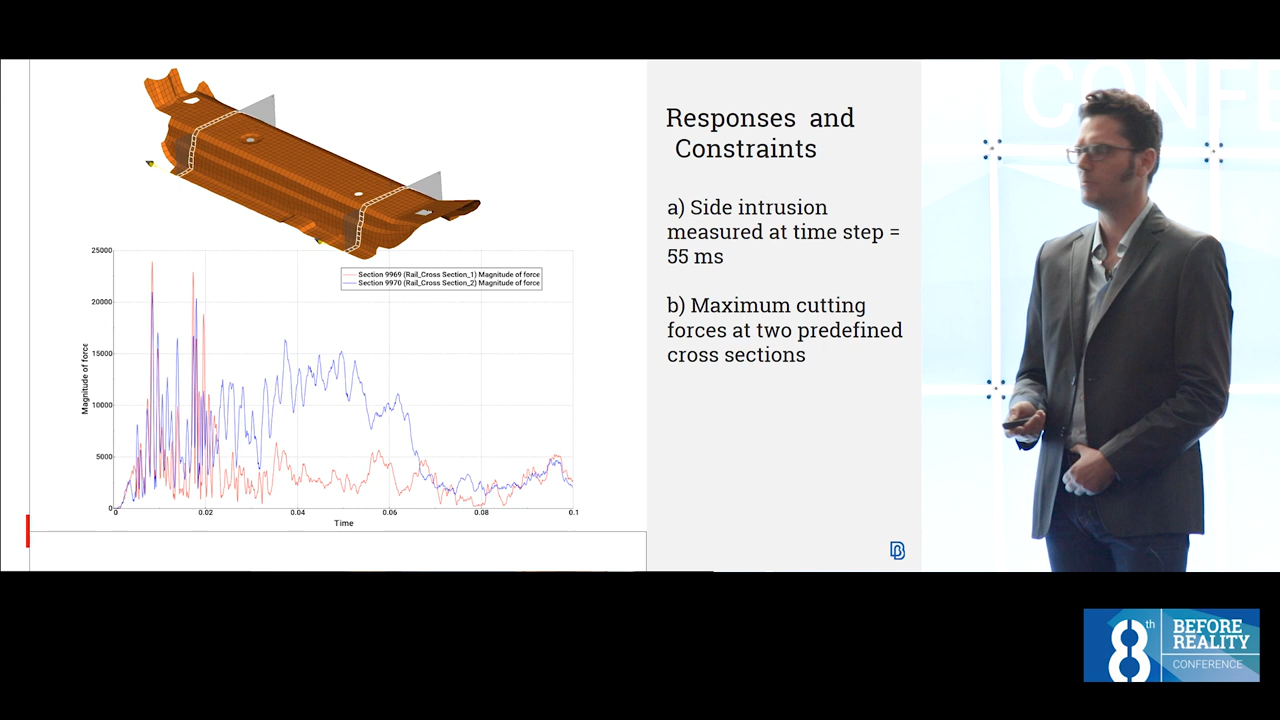 CONFE
Responses and
Constraints
a) Side intrusion
measured at time step =
55 ms
b) Maximum cutting
forces at two predefined
cross sections
25000
20000
15000
10000
5000
0
Magnitude of force
Section 9969 (Rail_Cross Section_1) Magnitude of force
Section 9970 (Rail_Cross Section_2) Magnitude of force
0
0.02
0.04
0.06
0.08
0.1
Time
8th
BEFORE
REALITY
CONFERENCE